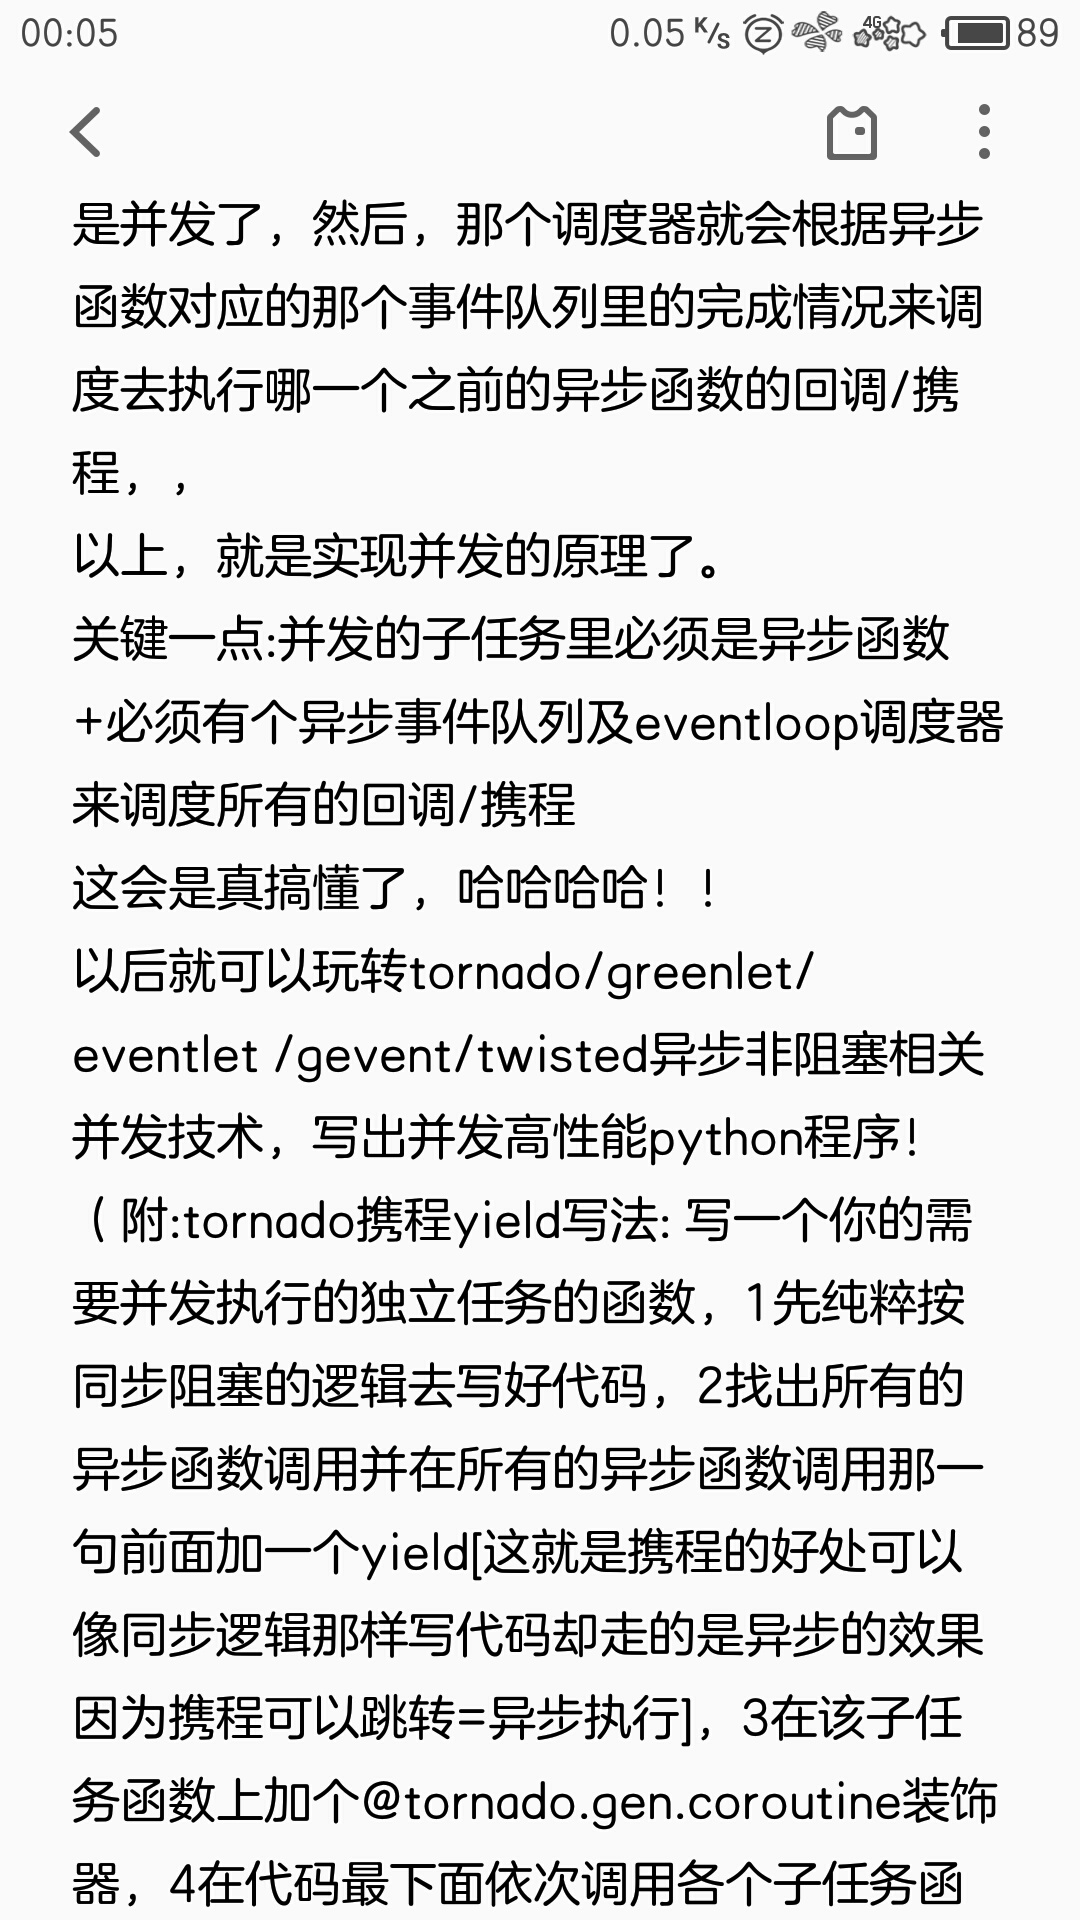 00:05
0.05 K/s 4G 89
是并发了，然后，那个调度器就会根据异步
函数对应的那个事件队列里的完成情况来调
度去执行哪一个之前的异步函数的回调/携
程，，
以上，就是实现并发的原理了。
关键一点:并发的子任务里必须是异步函数
+必须有个异步事件队列及eventloop调度器
来调度所有的回调/携程
这会是真搞懂了，哈哈哈哈！！
以后就可以玩转tornado/greenlet/
eventlet /gevent/twisted异步非阻塞相关
并发技术，写出并发高性能python程序！
（附:tornado携程yield写法: 写一个你的需
要并发执行的独立任务的函数，1先纯粹按
同步阻塞的逻辑去写好代码，2找出所有的
异步函数调用并在所有的异步函数调用那一
句前面加一个yield[这就是携程的好处可以
像同步逻辑那样写代码却走的是异步的效果
因为携程可以跳转=异步执行]，3在该子任
务函数上加个@tornado.gen.coroutine装饰
器，4在代码最下面依次调用各个子任务函